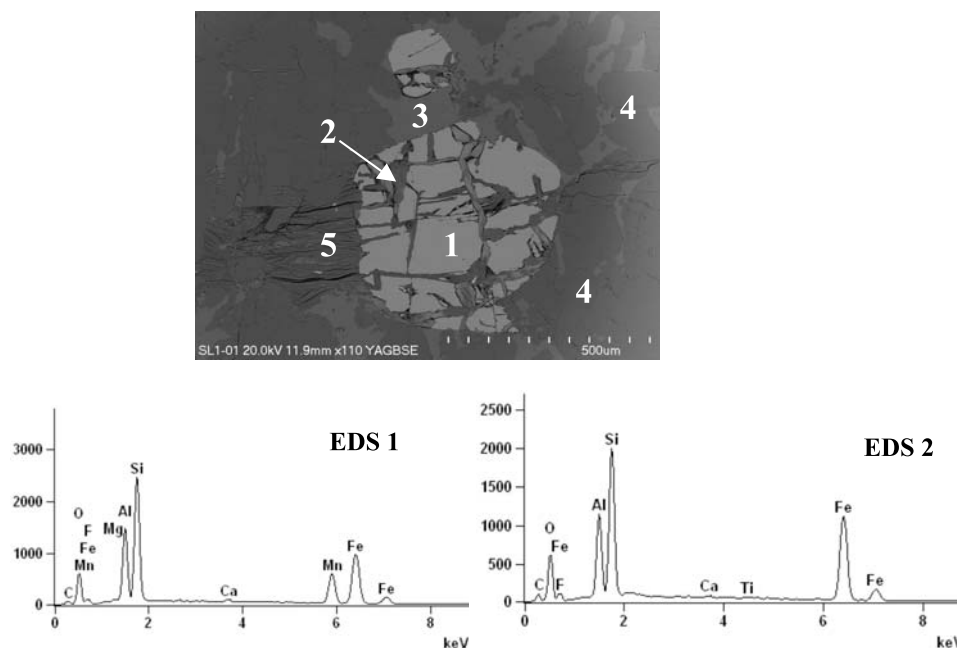 4
3
2
1
5
4
SL1-01 20.0kV 11.9mm x110 YAGBSE
500um
EDS 1
3000
2000
1000
0
O
F
Fe
Mn
C
Mg
Al
Si
Ca
Mn
Fe
Fe
0 2 4 6 8
keV
EDS 2
2500
2000
1500
1000
500
0
C
O
Fe
F
Al
Si
Ca
Ti
Fe
Fe
0 2 4 6 8
keV